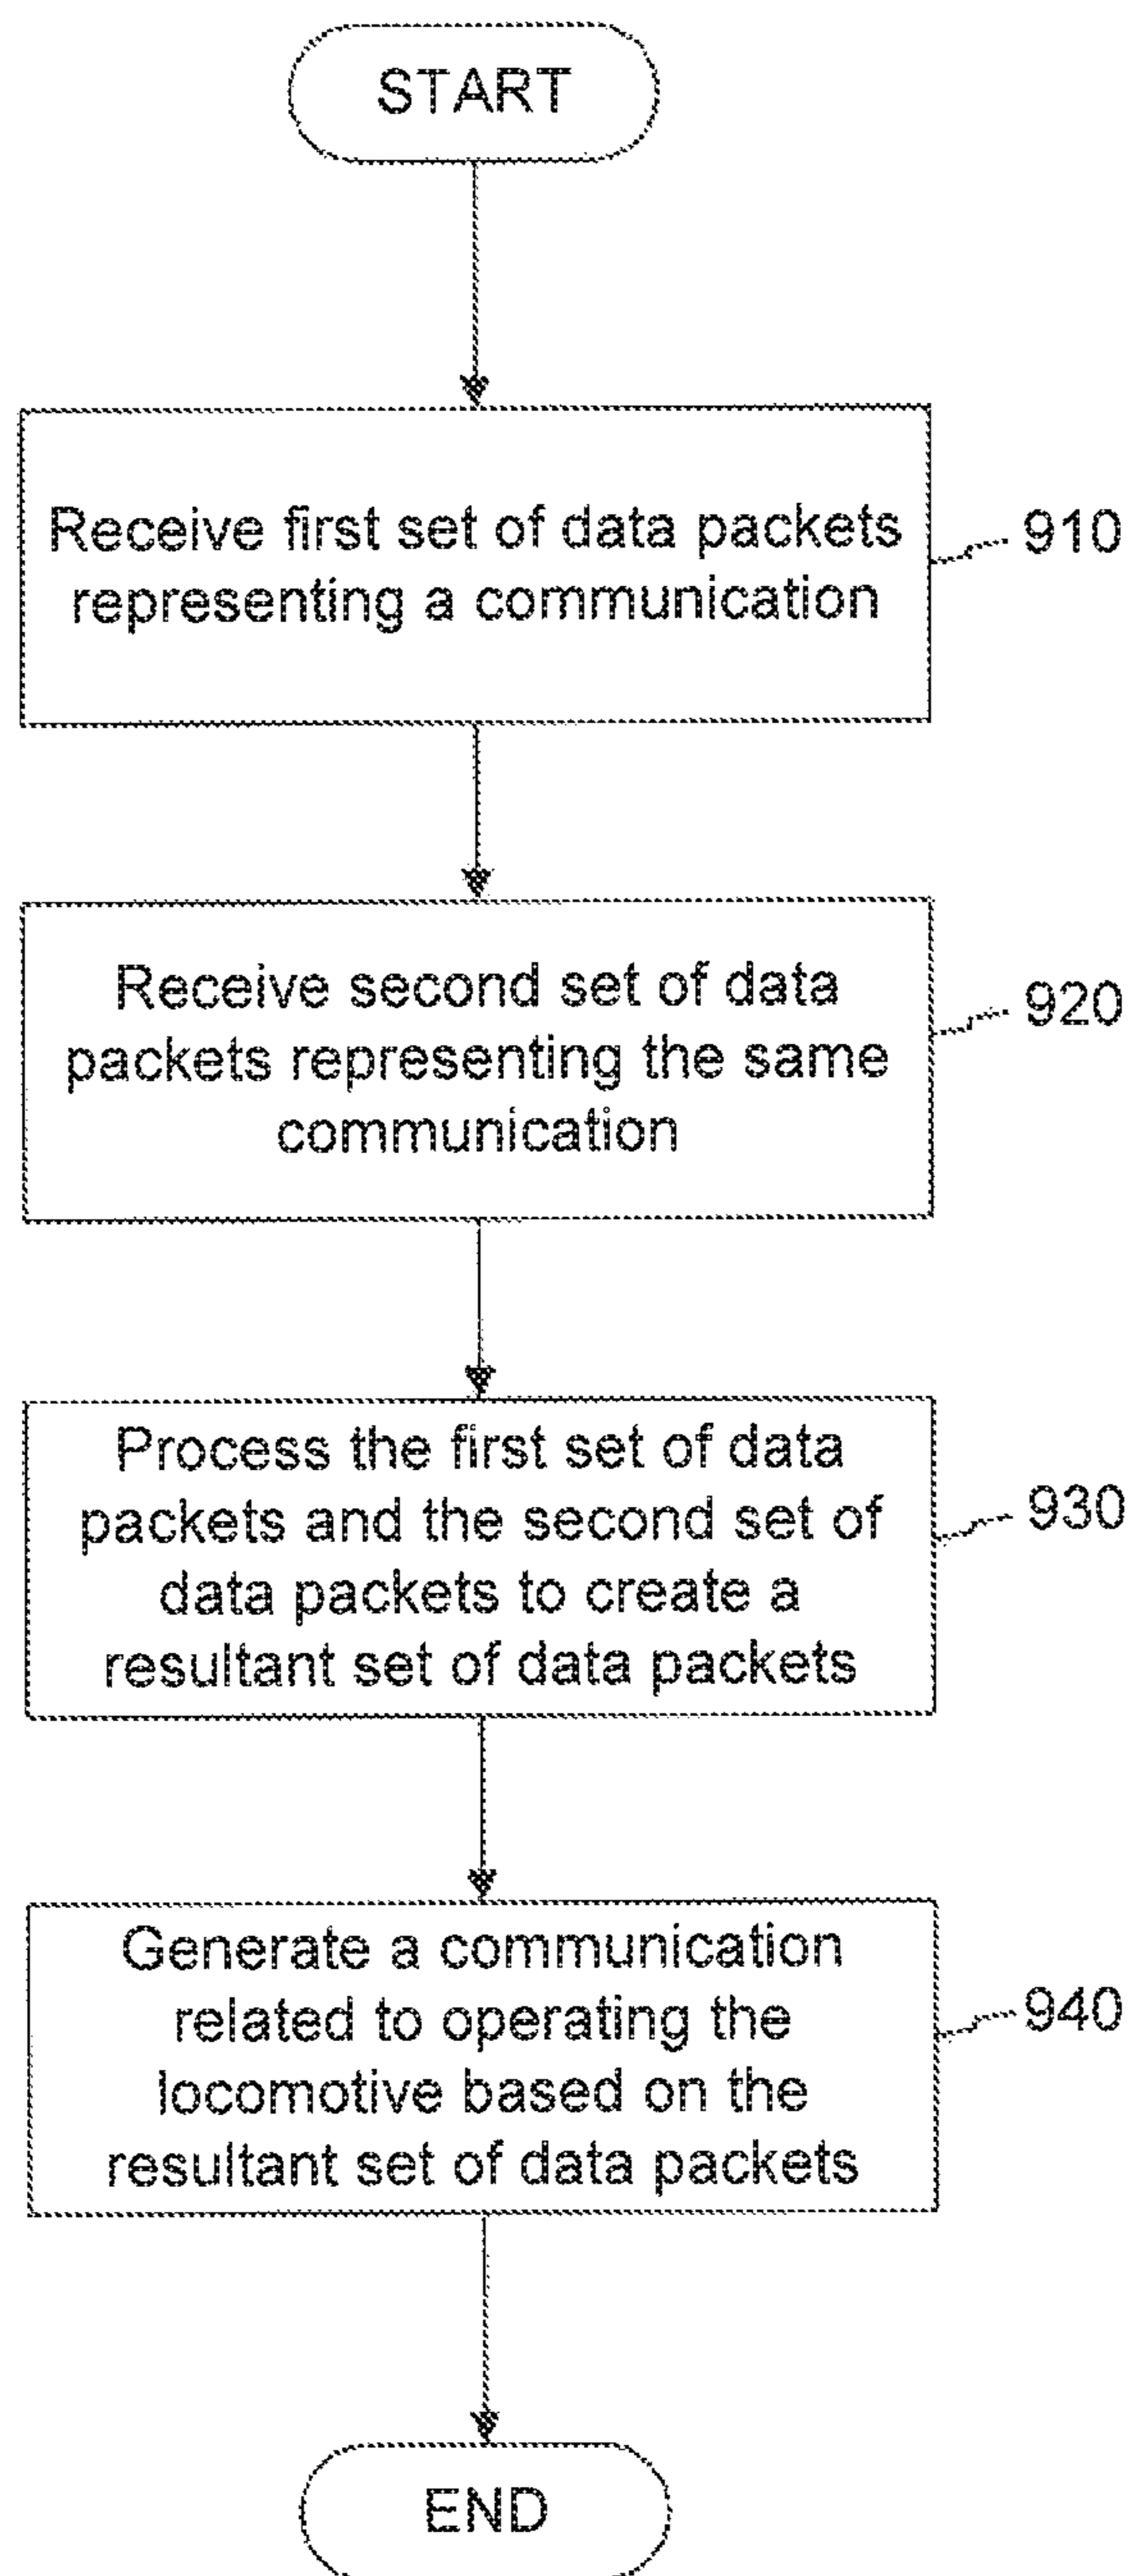 START
Receive first set of data packets
representing a communication
910
Receive second set of data
packets representing the same
communication
920
Process the first set of data
packets and the second set of
data packets to create a
resultant set of data packets
930
Generate a communication
related to operating the
locomotive based on the
resultant set of data packets
940
END